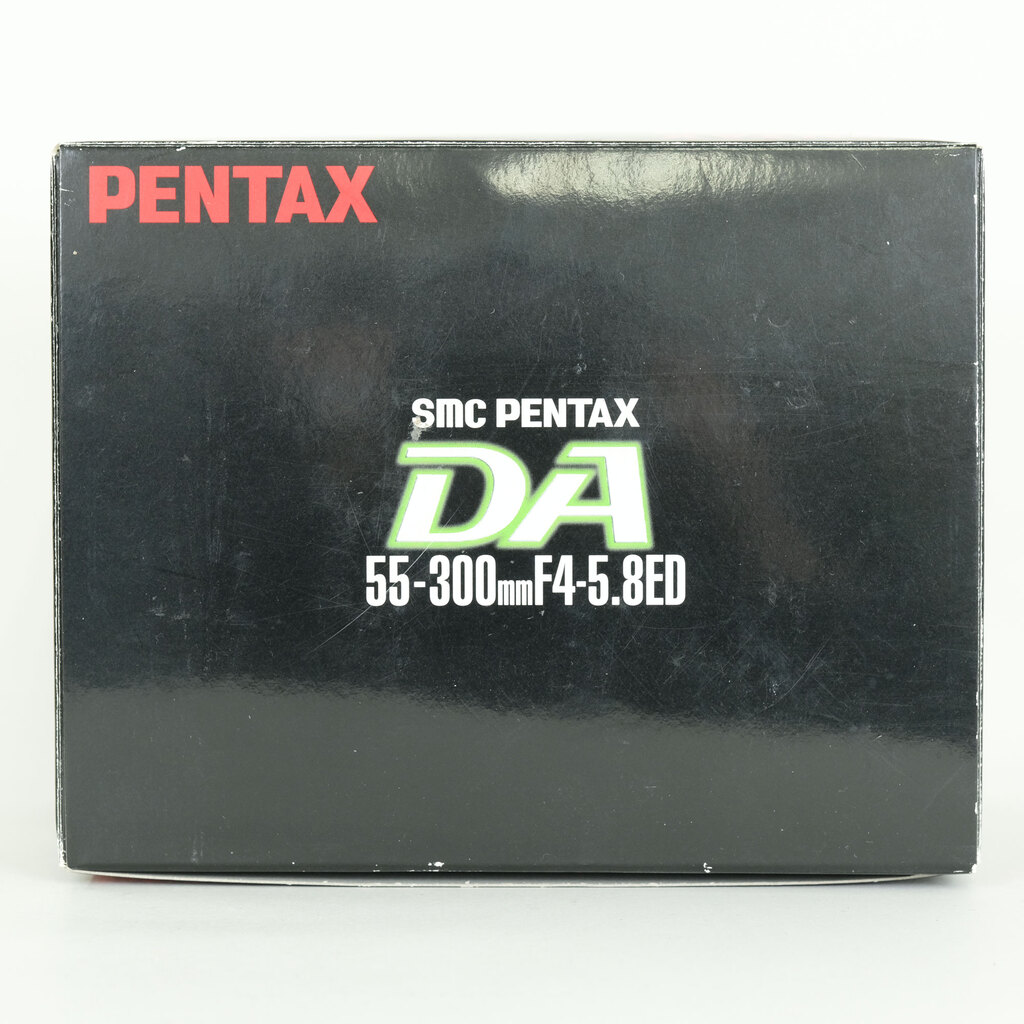 PENTAX
smc PENTAX
DA
55-300mmF4-5.8ED